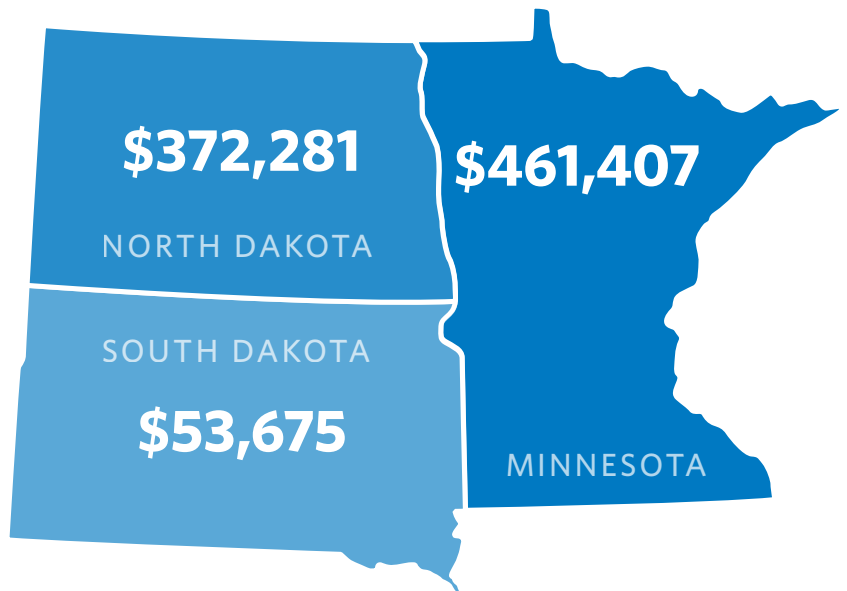 $372,281
NORTH DAKOTA
$461,407
SOUTH DAKOTA
$53,675
MINNESOTA